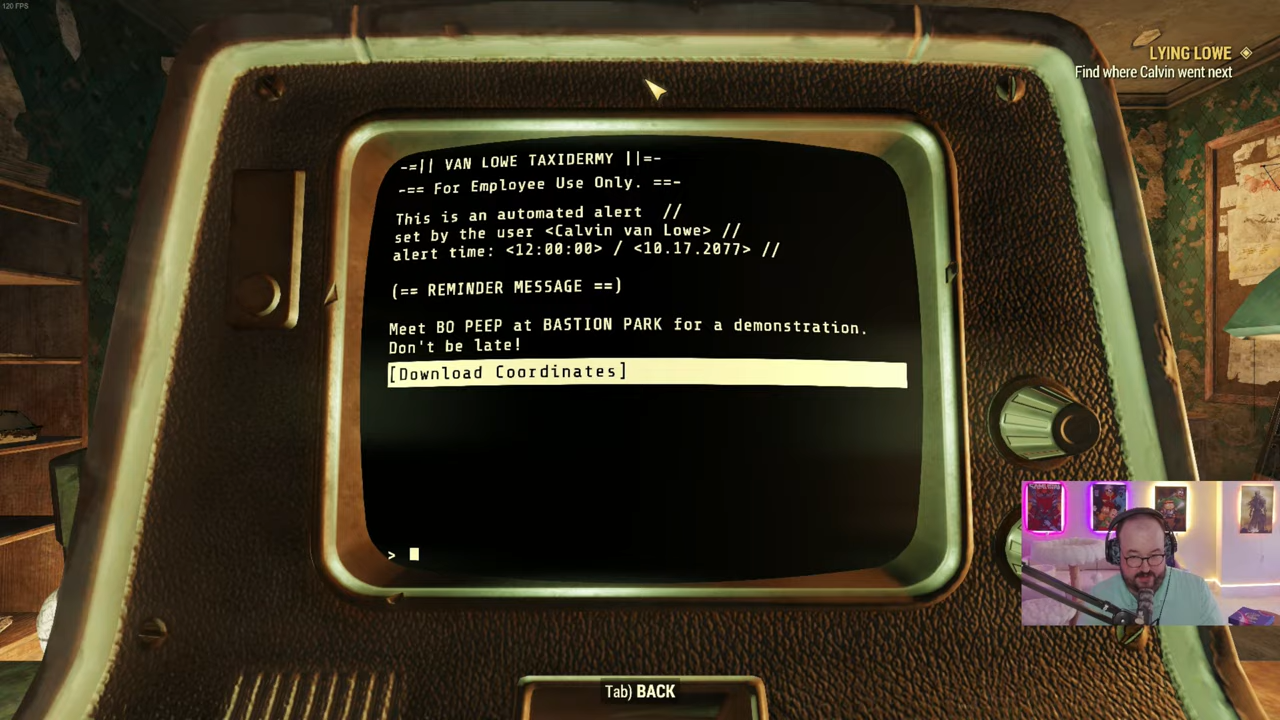 120 FPS
LYING LOWE
Find where Calvin went next
-=|| VAN LOWE TAXIDERMY ||=-
-== For Employee Use Only. ==-
This is an automated alert //
set by the user <Calvin van Lowe> //
alert time: <12:00:00> / <10.17.2077> //
(== REMINDER MESSAGE ==)
Meet BO PEEP at BASTION PARK for a demonstration.
Don't be late!
[Download Coordinates]
>
Tab) BACK